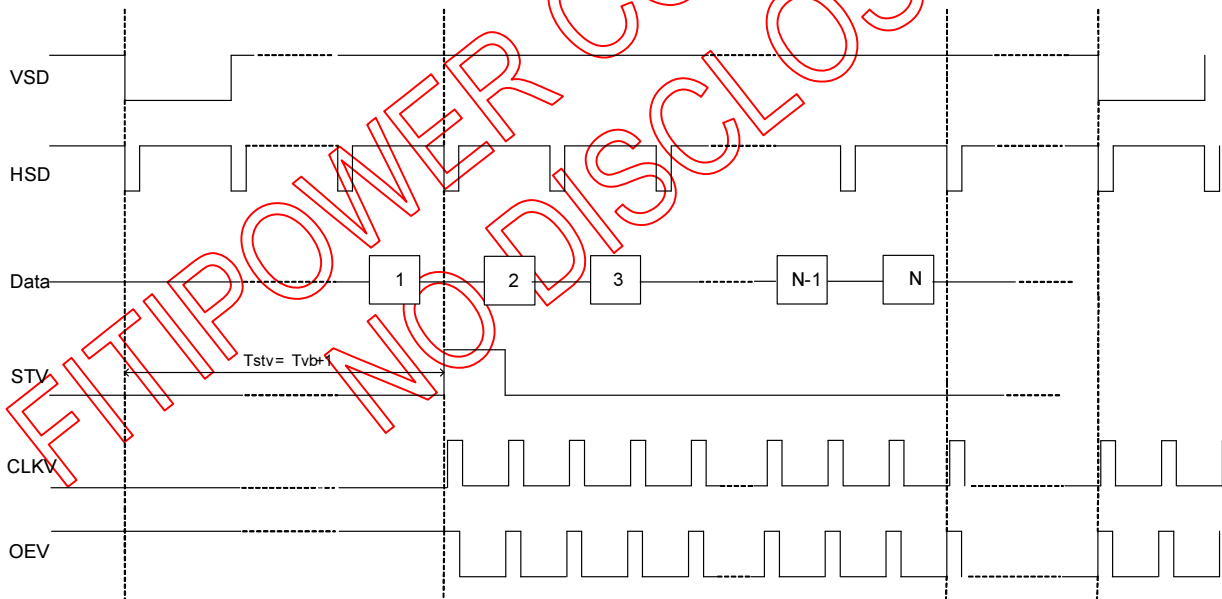 VSD
HSD
Data
1
2
3
N-1
N
STV
Tstv= Tvb+1
CLKV
OEV
FITIPOWER CO
NO DISCLOS